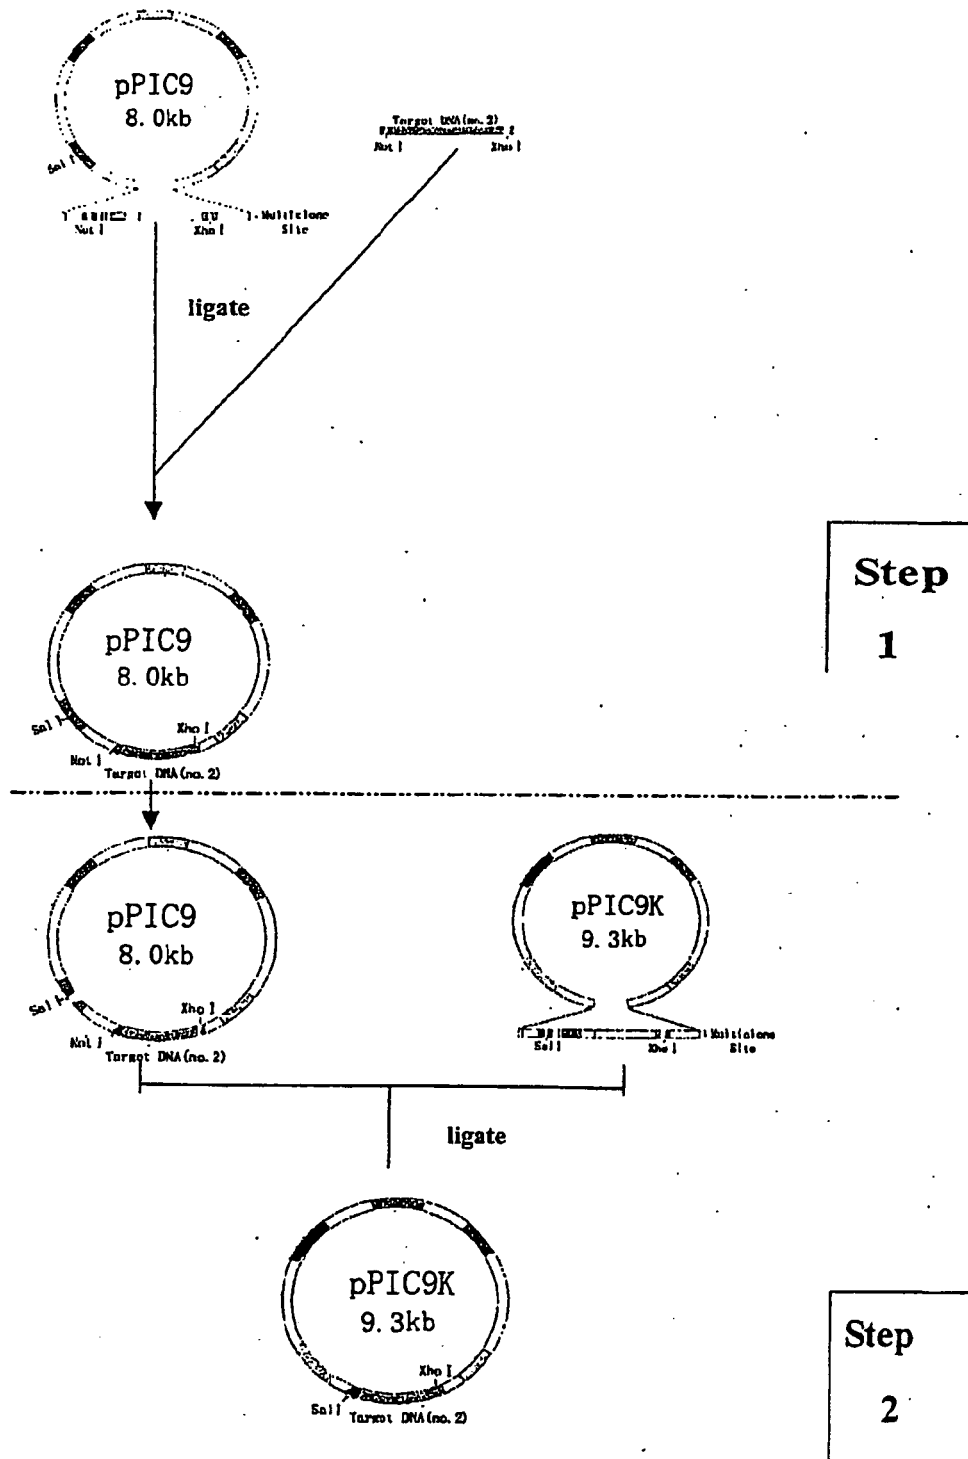 pPIC9
8.0kb
Target DNA(no.2)
Not I
Xho I
Sal I
Not I
Xho I
Multiclone
Site
ligate
Step
1
pPIC9
8.0kb
Sal I
Xho I
Not I
Target DNA(no.2)
pPIC9
8.0kb
pPIC9K
9.3kb
Sal I
Xho I
Not I
Target DNA(no.2)
Sal I
Xho I
Multiclone
Site
ligate
pPIC9K
9.3kb
Step
2
Xho I
Sal I
Target DNA(no.2)